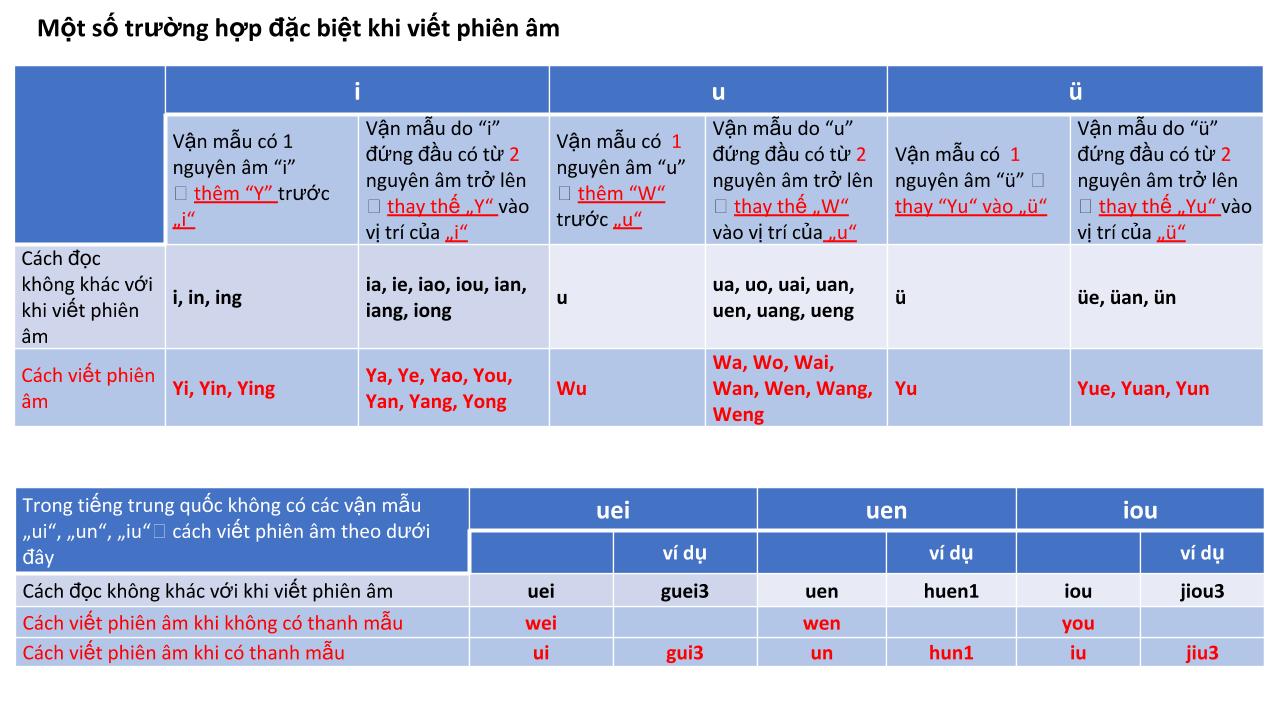 Một số trường hợp đặc biệt khi viết phiên âm
i
u
ü
Vận mẫu có 1
nguyên âm “i”
□ thêm “Y” trước
„i“
Vận mẫu do “i”
đứng đầu có từ 2
nguyên âm trở lên
□ thay thế „Y“ vào
vị trí của „i“
Vận mẫu có 1
nguyên âm “u”
□ thêm “W“
trước „u“
Vận mẫu do “u”
đứng đầu có từ 2
nguyên âm trở lên
□ thay thế „W“
vào vị trí của „u“
Vận mẫu có 1
nguyên âm “ü” □
thay “Yu“ vào „ü“
Vận mẫu do “ü”
đứng đầu có từ 2
nguyên âm trở lên
□ thay thế „Yu“ vào
vị trí của „ü“
Cách đọc
không khác với
khi viết phiên
âm
i, in, ing
ia, ie, iao, iou, ian,
iang, iong
u
ua, uo, uai, uan,
uen, uang, ueng
ü
üe, üan, ün
Cách viết phiên
âm
Yi, Yin, Ying
Ya, Ye, Yao, You,
Yan, Yang, Yong
Wu
Wa, Wo, Wai,
Wan, Wen, Wang,
Weng
Yu
Yue, Yuan, Yun
Trong tiếng trung quốc không có các vận mẫu
„ui“, „un“, „iu“□ cách viết phiên âm theo dưới
đây
uei
uen
iou
ví dụ
ví dụ
ví dụ
Cách đọc không khác với khi viết phiên âm
uei
guei3
uen
huen1
iou
jiou3
Cách viết phiên âm khi không có thanh mẫu
wei
wen
you
Cách viết phiên âm khi có thanh mẫu
ui
gui3
un
hun1
iu
jiu3